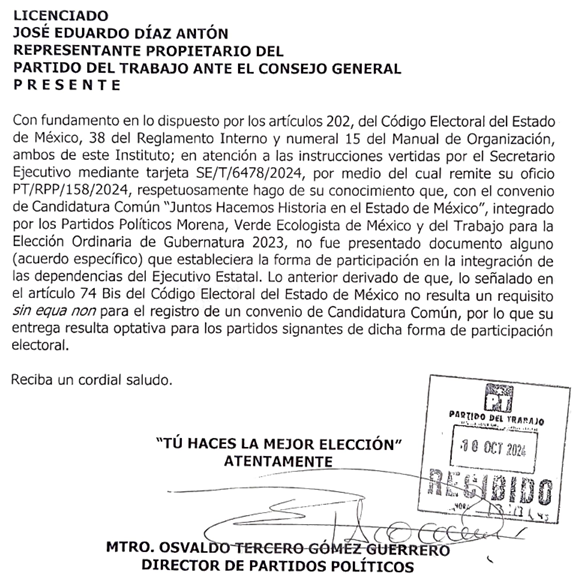 LICENCIADO
JOSÉ EDUARDO DÍAZ ANTÓN
REPRESENTANTE PROPIETARIO DEL
PARTIDO DEL TRABAJO ANTE EL CONSEJO GENERAL
P R E S E N T E
Con fundamento en lo dispuesto por los artículos 202, del Código Electoral del Estado
de México, 38 del Reglamento Interno y numeral 15 del Manual de Organización,
ambos de este Instituto; en atención a las instrucciones vertidas por el Secretario
Ejecutivo mediante tarjeta SE/T/6478/2024, por medio del cual remite su oficio
PT/RPP/158/2024, respetuosamente hago de su conocimiento que, con el convenio
de Candidatura Común “Juntos Hacemos Historia en el Estado de México”, integrado
por los Partidos Políticos Morena, Verde Ecologista de México y del Trabajo para la
Elección Ordinaria de Gubernatura 2023, no fue presentado documento alguno
(acuerdo específico) que estableciera la forma de participación en la integración de
las dependencias del Ejecutivo Estatal. Lo anterior derivado de que, lo señalado en
el artículo 74 Bis del Código Electoral del Estado de México no resulta un requisito
sin equa non para el registro de un convenio de Candidatura Común, por lo que su
entrega resulta optativa para los partidos signantes de dicha forma de participación
electoral.
Reciba un cordial saludo.
PT
PARTIDO DEL TRABAJO
OCT 2024
RECIBIDO
“TÚ HACES LA MEJOR ELECCIÓN”
ATENTAMENTE
MTRO. OSVALDO TERCERO GÓMÉZ GUERRERO
DIRECTOR DE PARTIDOS POLÍTICOS